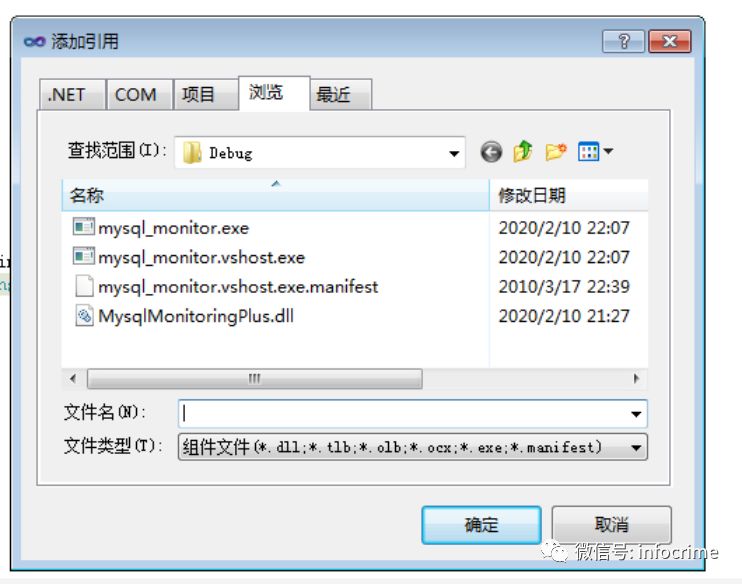 添加引用
.NET COM 项目 浏览 最近
查找范围(I): Debug
名称 修改日期
mysql_monitor.exe 2020/2/10 22:07
mysql_monitor.vshost.exe 2020/2/10 22:07
mysql_monitor.vshost.exe.manifest 2010/3/17 22:39
MysqlMonitoringPlus.dll 2020/2/10 21:27
文件名(N):
文件类型(T): 组件文件(*.dll;*.tlb;*.olb;*.ocx;*.exe;*.manifest)
确定 取消
微信号: infocrime